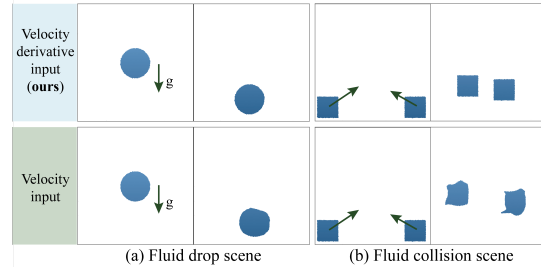 Velocity
derivative
input
(ours)
g
Velocity
input
g
(a) Fluid drop scene
(b) Fluid collision scene